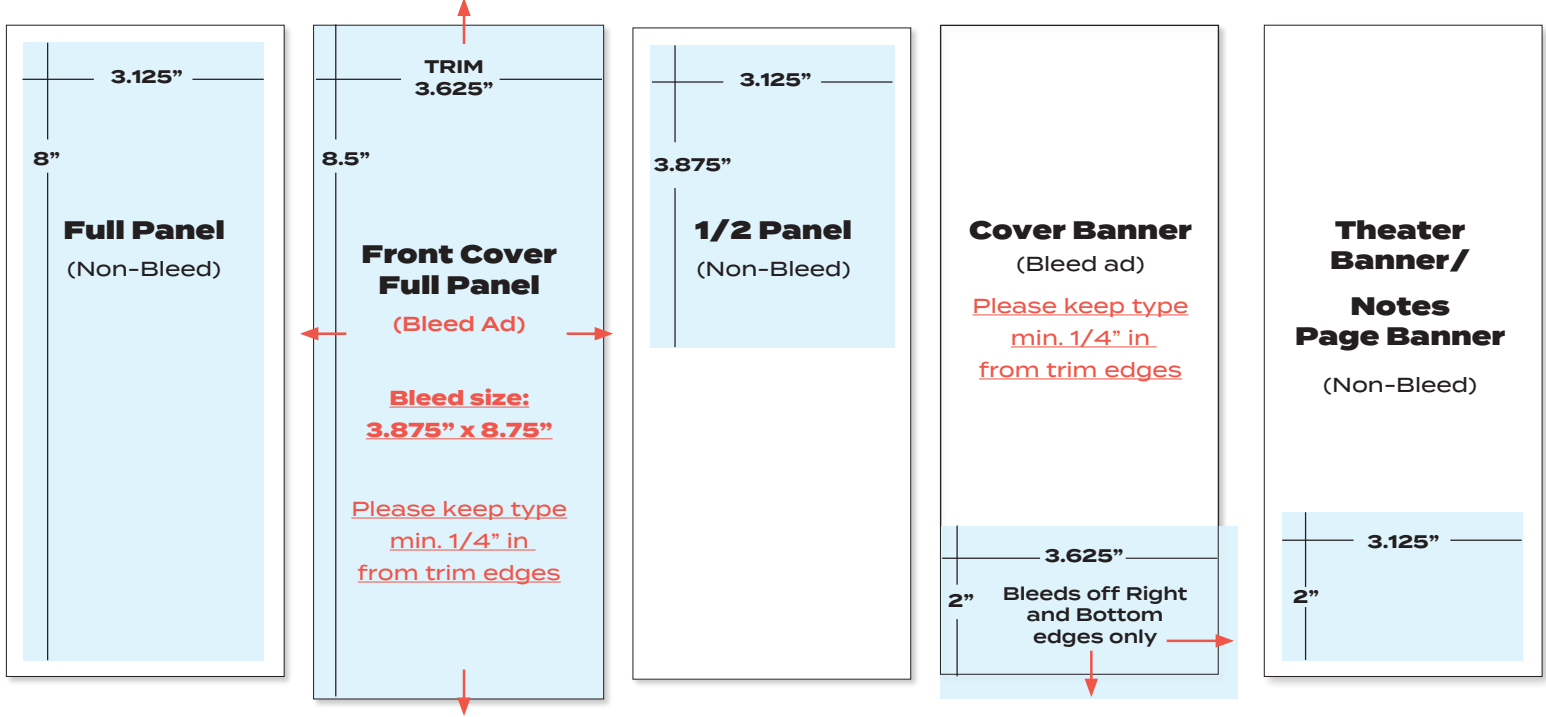 3.125”
8”
Full Panel
(Non-Bleed)
TRIM
3.625”
8.5”
Front Cover
Full Panel
(Bleed Ad)
Bleed size:
3.875” x 8.75”
Please keep type
min. 1/4” in
from trim edges
3.125”
3.875”
1/2 Panel
(Non-Bleed)
Cover Banner
(Bleed ad)
Please keep type
min. 1/4” in
from trim edges
3.625”
2”
Bleeds off Right
and Bottom
edges only
Theater
Banner/
Notes
Page Banner
(Non-Bleed)
3.125”
2”